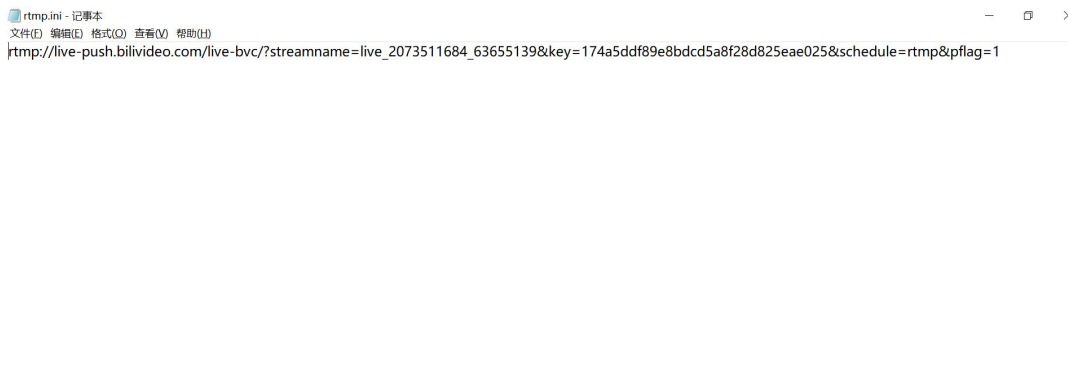 rtmp.ini - 记事本
文件(F) 编辑(E) 格式(O) 查看(V) 帮助(H)
rtmp://live-push.bilivideo.com/live-bvc/?streamname=live_2073511684_63655139&key=174a5ddf89e8bdcd5a8f28d825eae025&schedule=rtmp&pflag=1